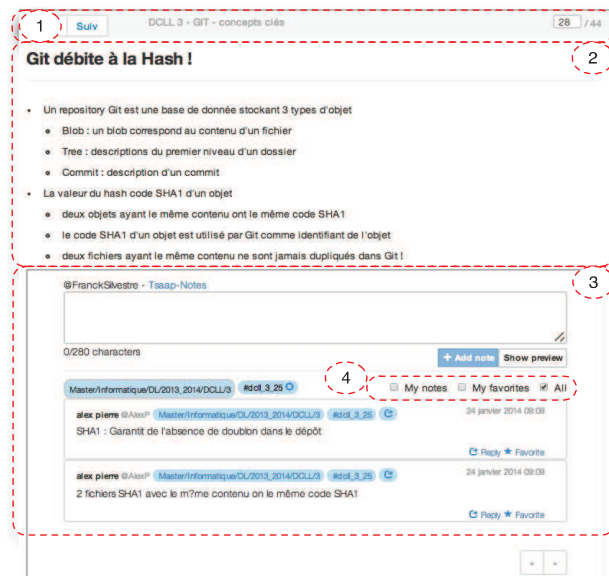 1 Suiv DCLL 3 - GIT - concepts clés 28 / 44
Git débite à la Hash ! 2
• Un repository Git est une base de donnée stockant 3 types d'objet
Blob : un blob correspond au contenu d'un fichier
Tree : descriptions du premier niveau d'un dossier
Commit : description d'un commit
• La valeur du hash code SHA1 d'un objet
deux objets ayant le même contenu ont le même code SHA1
le code SHA1 d'un objet est utilisé par Git comme identifiant de l'objet
deux fichiers ayant le même contenu ne sont jamais dupliqués dans Git !
3
@FranckSilvestre - Tsaap-Notes
0/280 characters + Add note Show preview
4
Master/Informatique/DL/2013_2014/DCLL/3 #dcll_3_25 My notes My favorites All
alex pierre @AlexP Master/Informatique/DL/2013_2014/DCLL/3 #dcll_3_25 24 janvier 2014 09:09
SHA1 : Garantit de l'absence de doublon dans le dépôt
Reply ★ Favorite
alex pierre @AlexP Master/Informatique/DL/2013_2014/DCLL/3 #dcll_3_25 24 janvier 2014 09:09
2 fichiers SHA1 avec le m?me contenu on le même code SHA1
Reply ★ Favorite